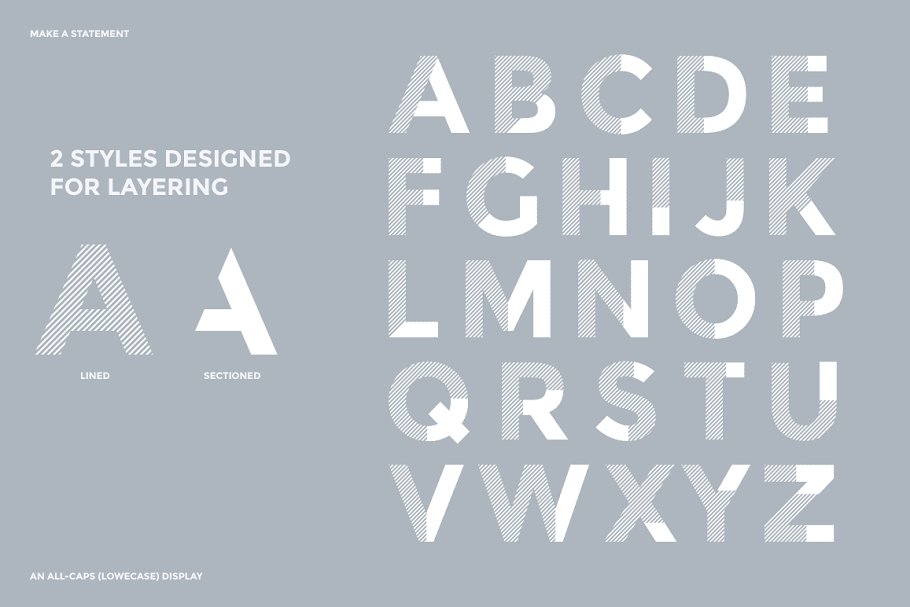 MAKE A STATEMENT
2 STYLES DESIGNED
FOR LAYERING
A A
LINED SECTIONED
ABCDE
FGHIJK
LMNOP
QRSTU
VWXYZ
AN ALL-CAPS (LOWECASE) DISPLAY